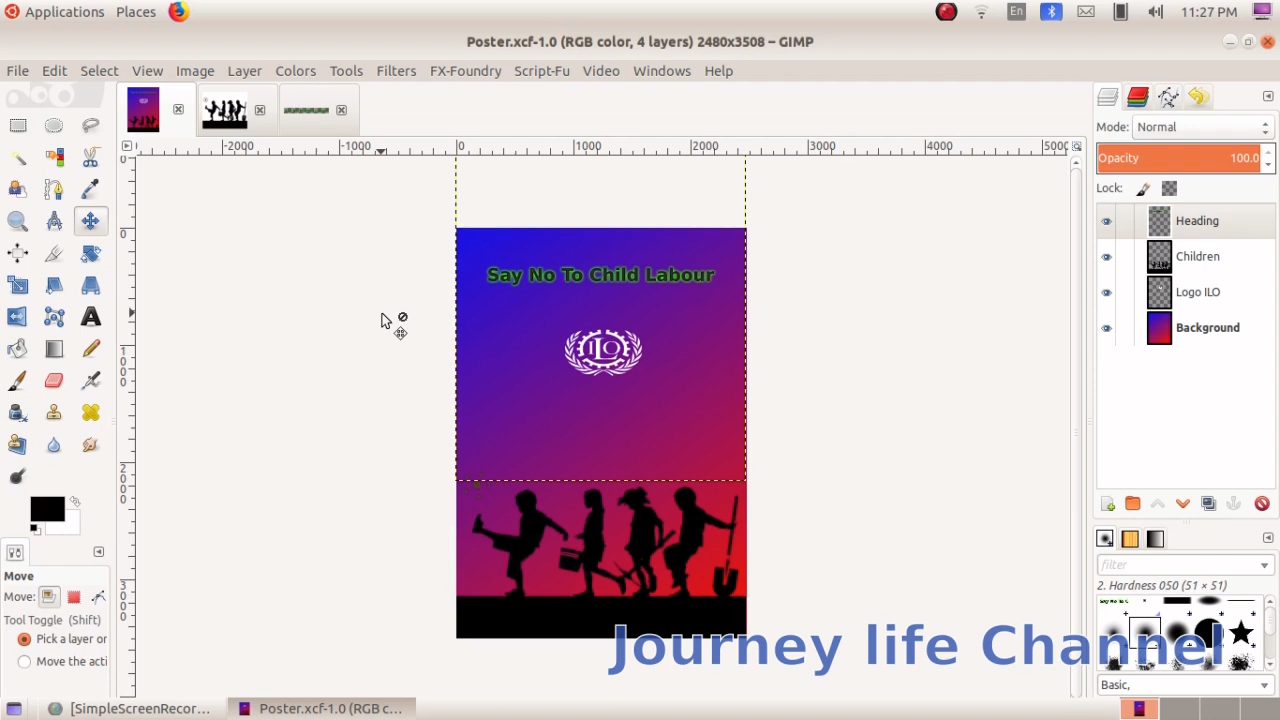 Applications Places En 11:27 PM
Poster.xcf-1.0 (RGB color, 4 layers) 2480x3508 – GIMP
File Edit Select View Image Layer Colors Tools Filters FX-Foundry Script-Fu Video Windows Help
-2000 -1000 0 1000 2000 3000 4000 5000
Mode: Normal
Opacity 100.0
Lock:
Heading
Children
Logo ILO
Background
0
1000
2000
3000
Say No To Child Labour
ILO
Move
Move:
Tool Toggle (Shift)
Pick a layer or
Move the acti
filter
2. Hardness 050 (51 × 51)
Basic,
Journey life Channel
[SimpleScreenRecor... Poster.xcf-1.0 (RGB c...